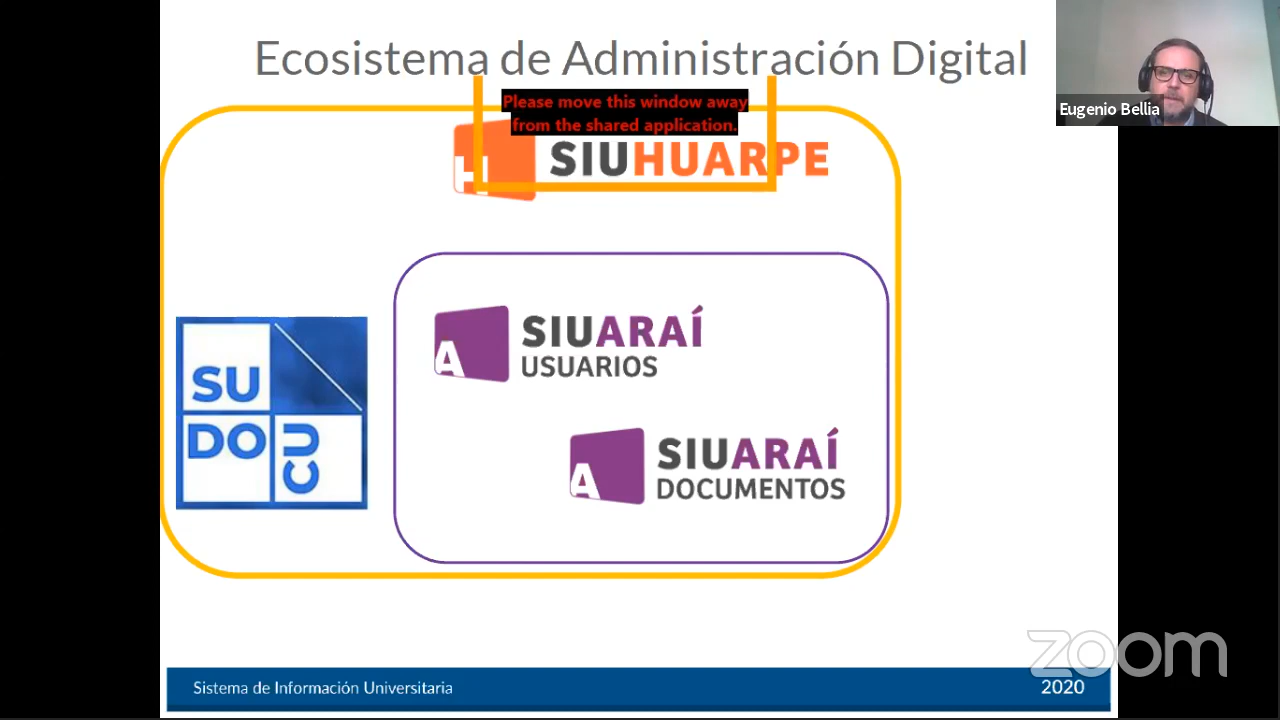 Ecosistema de Administración Digital
Please move this window away
from the shared application.
Eugenio Bellia
SIUHUARPE
SIUARAÍ
USUARIOS
SU
DO
CU
SIUARAÍ
DOCUMENTOS
zoom
Sistema de Información Universitaria
2020